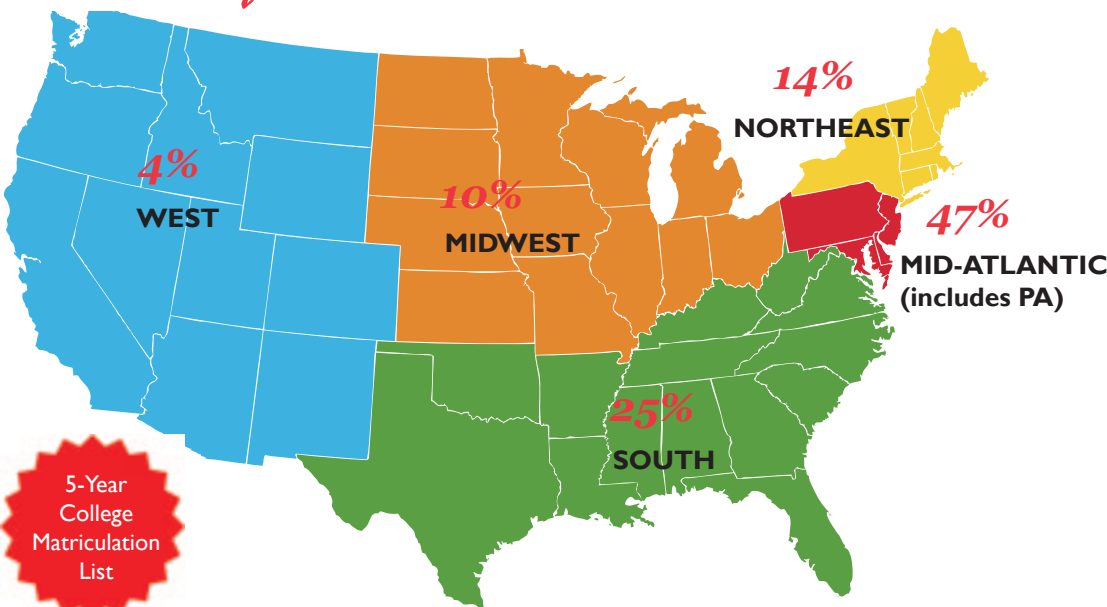 14%
NORTHEAST
4%
WEST
10%
MIDWEST
47%
MID-ATLANTIC
(includes PA)
25%
SOUTH
5-Year
College
Matriculation
List